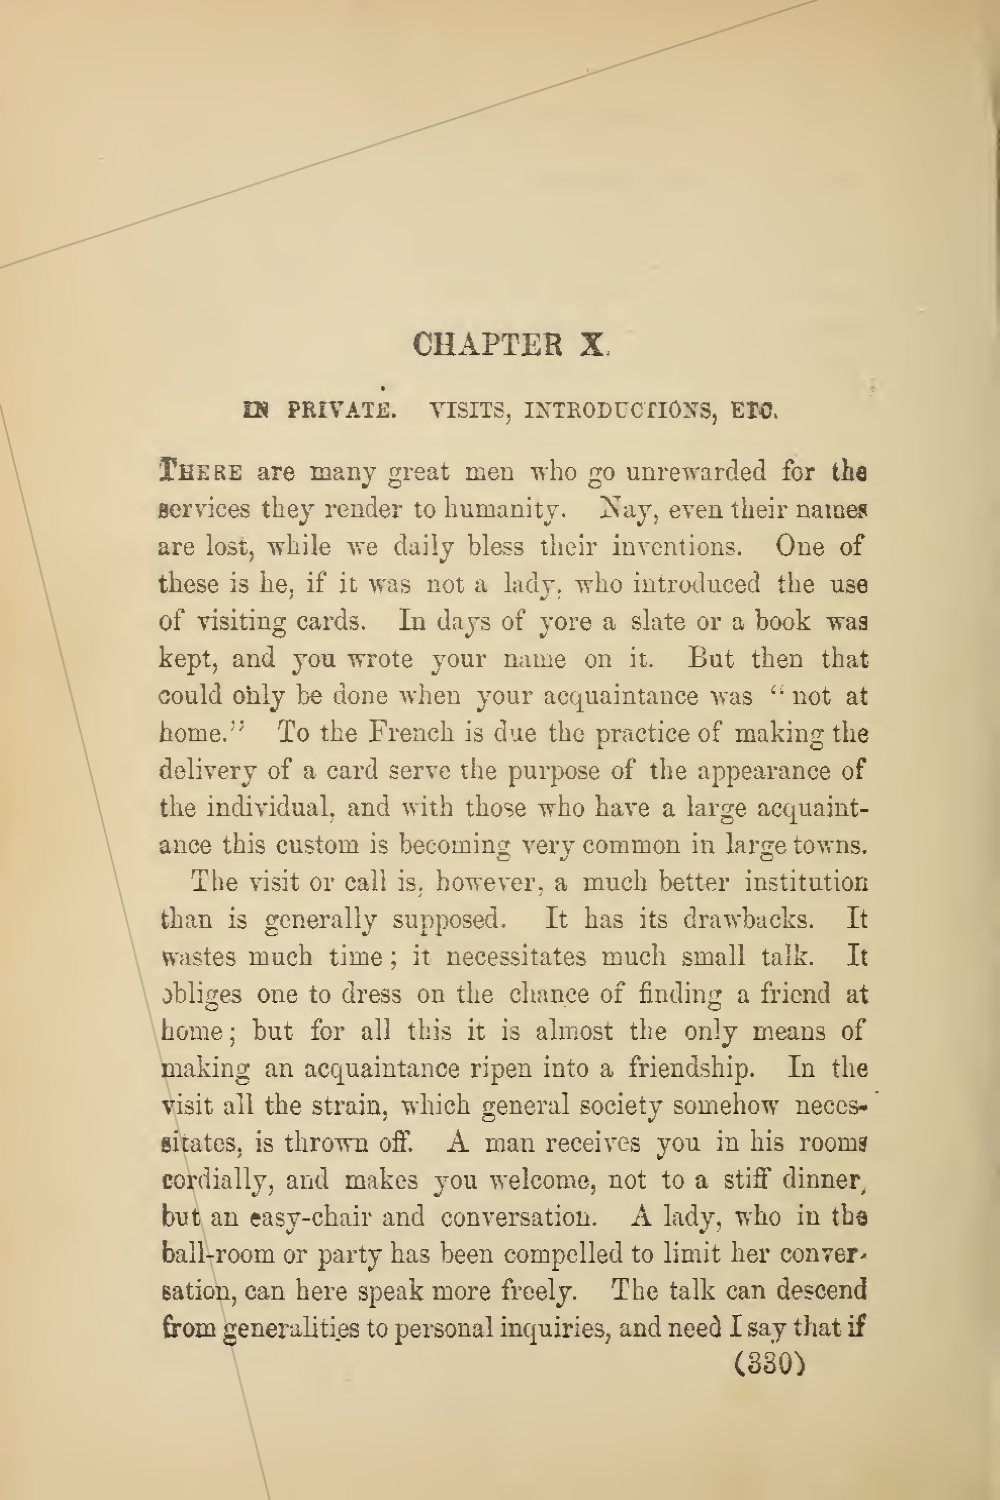 CHAPTER X.
IN PRIVATE. VISITS, INTRODUCTIONS, ETC.
THERE are many great men who go unrewarded for the
services they render to humanity. Nay, even their names
are lost, while we daily bless their inventions. One of
these is he, if it was not a lady, who introduced the use
of visiting cards. In days of yore a slate or a book was
kept, and you wrote your name on it. But then that
could only be done when your acquaintance was “not at
home.” To the French is due the practice of making the
delivery of a card serve the purpose of the appearance of
the individual, and with those who have a large acquaint-
ance this custom is becoming very common in large towns.
The visit or call is, however, a much better institution
than is generally supposed. It has its drawbacks. It
wastes much time; it necessitates much small talk. It
obliges one to dress on the chance of finding a friend at
home; but for all this it is almost the only means of
making an acquaintance ripen into a friendship. In the
visit all the strain, which general society somehow neces-
sitates, is thrown off. A man receives you in his rooms
cordially, and makes you welcome, not to a stiff dinner,
but an easy-chair and conversation. A lady, who in the
ball-room or party has been compelled to limit her conver-
sation, can here speak more freely. The talk can descend
from generalities to personal inquiries, and need I say that if
(330)